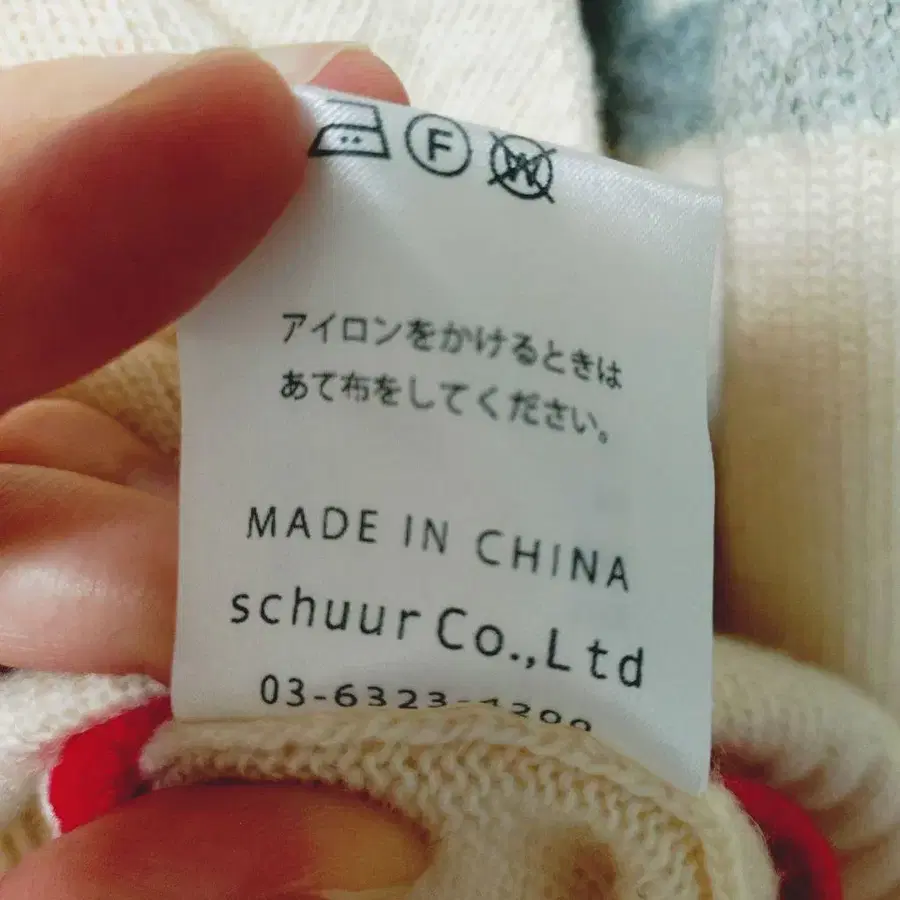 F W
アイロンをかけるときは
あて布をしてください。
MADE IN CHINA
schuur Co.,Ltd